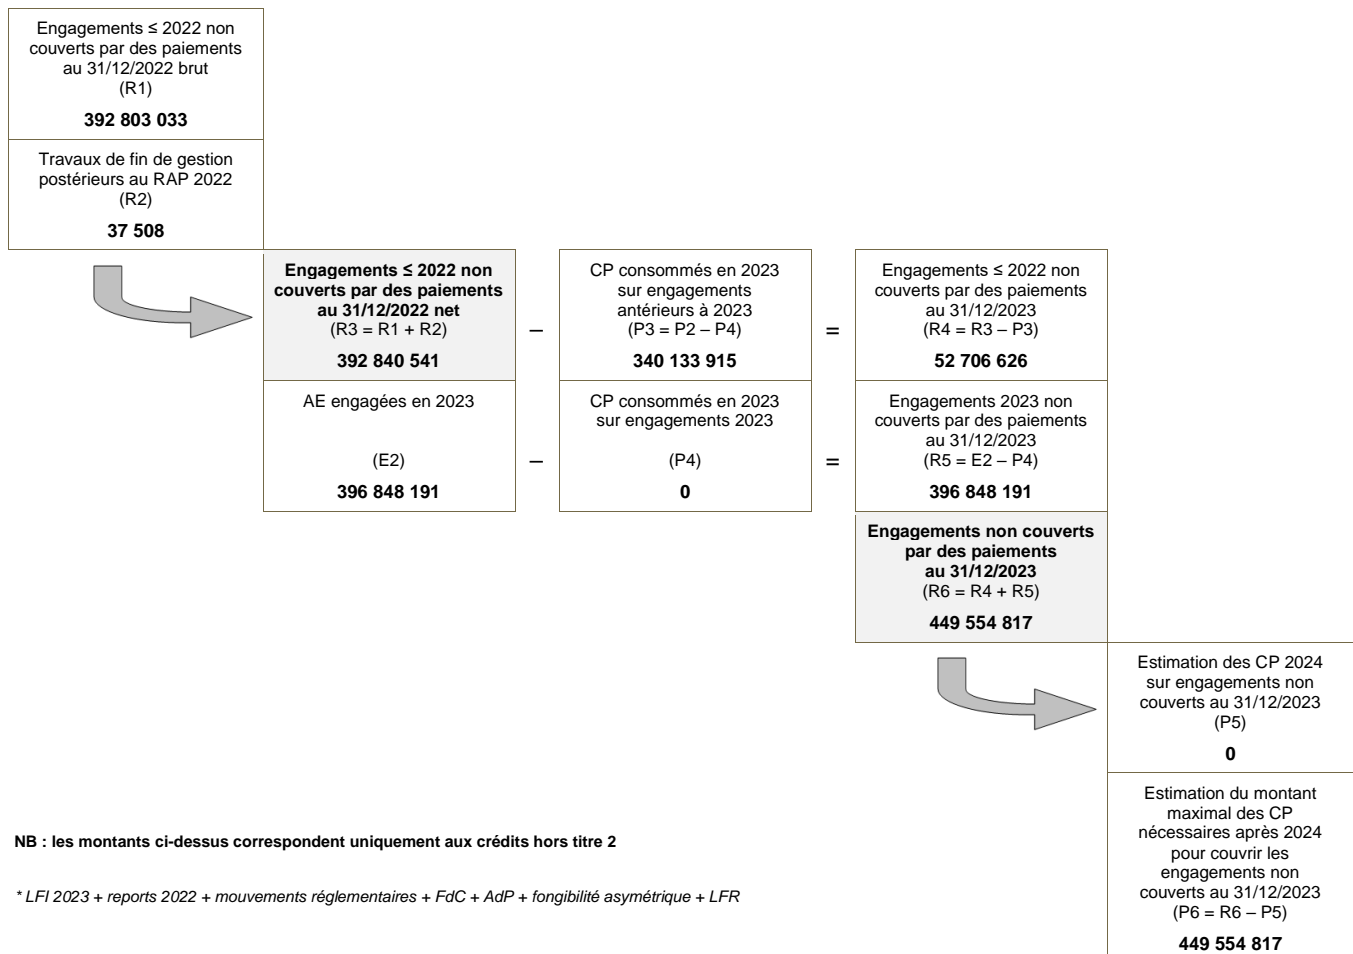 Engagements ≤ 2022 non
couverts par des paiements
au 31/12/2022 brut
(R1)
392 803 033
Travaux de fin de gestion
postérieurs au RAP 2022
(R2)
37 508
Engagements ≤ 2022 non
couverts par des paiements
au 31/12/2022 net
(R3 = R1 + R2)
392 840 541
–
CP consommés en 2023
sur engagements
antérieurs à 2023
(P3 = P2 – P4)
340 133 915
=
Engagements ≤ 2022 non
couverts par des paiements
au 31/12/2023
(R4 = R3 – P3)
52 706 626
AE engagées en 2023
(E2)
396 848 191
–
CP consommés en 2023
sur engagements 2023
(P4)
0
=
Engagements 2023 non
couverts par des paiements
au 31/12/2023
(R5 = E2 – P4)
396 848 191
Engagements non couverts
par des paiements
au 31/12/2023
(R6 = R4 + R5)
449 554 817
Estimation des CP 2024
sur engagements non
couverts au 31/12/2023
(P5)
0
Estimation du montant
maximal des CP
nécessaires après 2024
pour couvrir les
engagements non
couverts au 31/12/2023
(P6 = R6 – P5)
449 554 817
NB : les montants ci-dessus correspondent uniquement aux crédits hors titre 2
* LFI 2023 + reports 2022 + mouvements réglementaires + FdC + AdP + fongibilité asymétrique + LFR